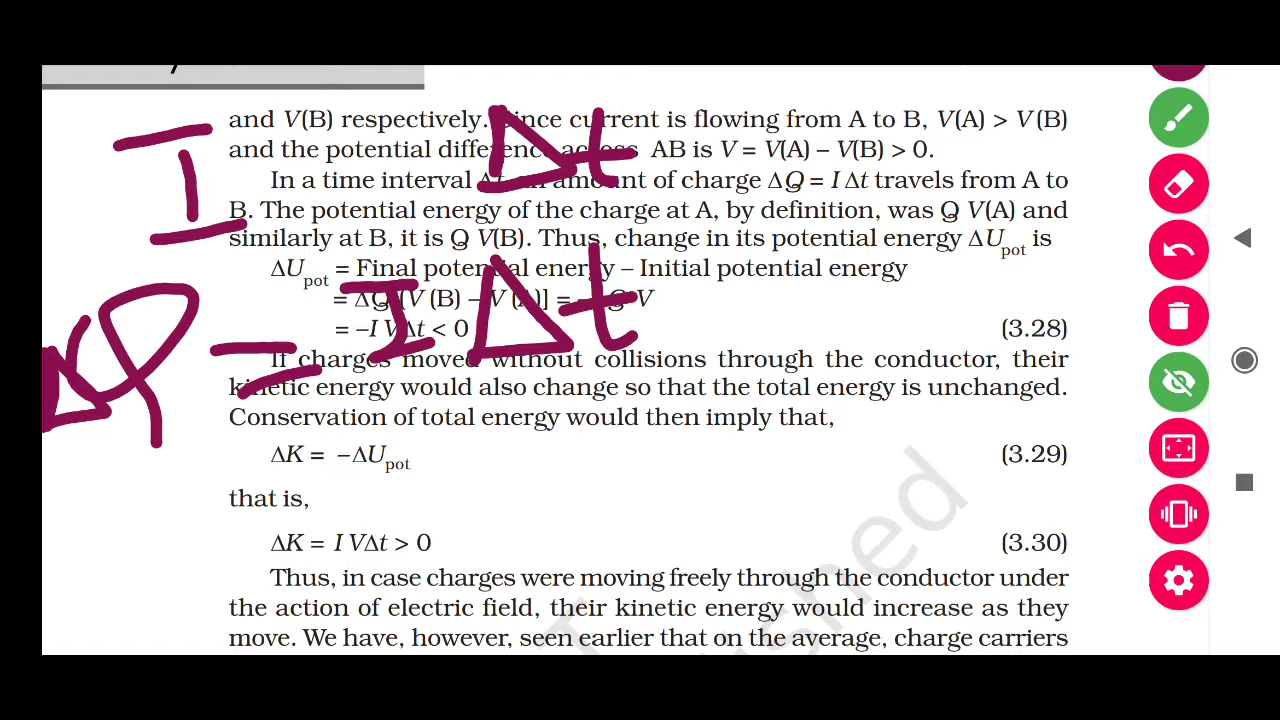 and V(B) respectively. Since current is flowing from A to B, V(A) > V(B)
and the potential difference across AB is V = V(A) – V(B) > 0.
In a time interval Δt, an amount of charge ΔQ = I Δt travels from A to
B. The potential energy of the charge at A, by definition, was Q V(A) and
similarly at B, it is Q V(B). Thus, change in its potential energy ΔUpot is
ΔUpot = Final potential energy – Initial potential energy
= ΔQ[V (B) – V (A)] = –ΔQ V
= –I VΔt < 0 (3.28)
If charges moved without collisions through the conductor, their
kinetic energy would also change so that the total energy is unchanged.
Conservation of total energy would then imply that,
ΔK = –ΔUpot (3.29)
that is,
ΔK = I VΔt > 0 (3.30)
Thus, in case charges were moving freely through the conductor under
the action of electric field, their kinetic energy would increase as they
move. We have, however, seen earlier that on the average, charge carriers
I Δt
ΔQ = I Δt